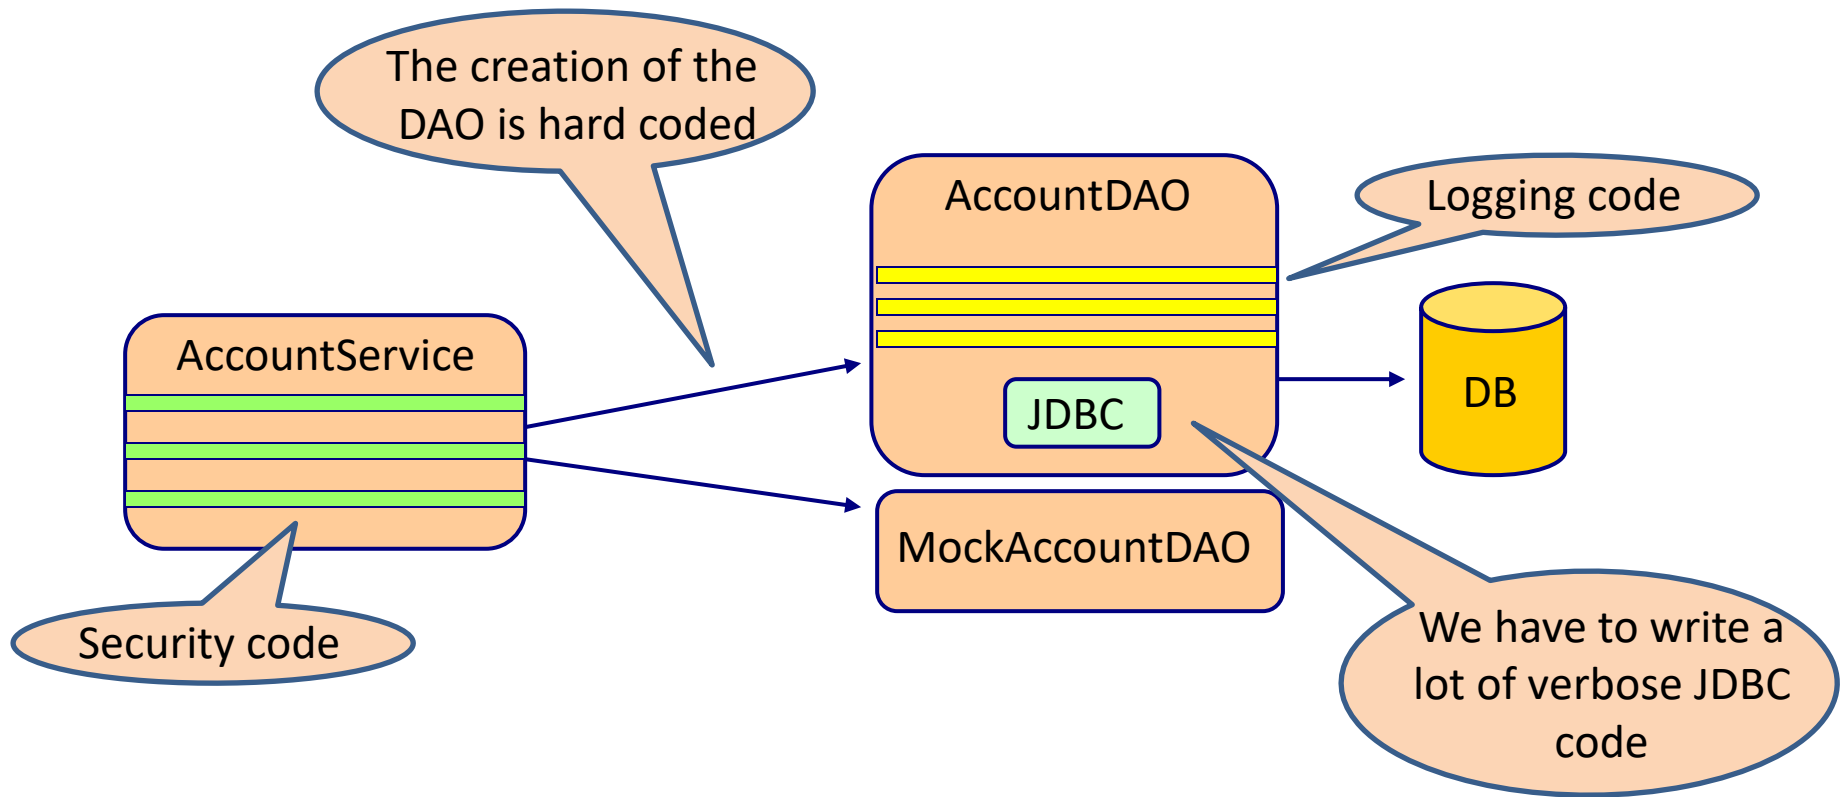 The creation of the
DAO is hard coded
AccountDAO
Logging code
AccountService
JDBC
DB
MockAccountDAO
Security code
We have to write a
lot of verbose JDBC
code